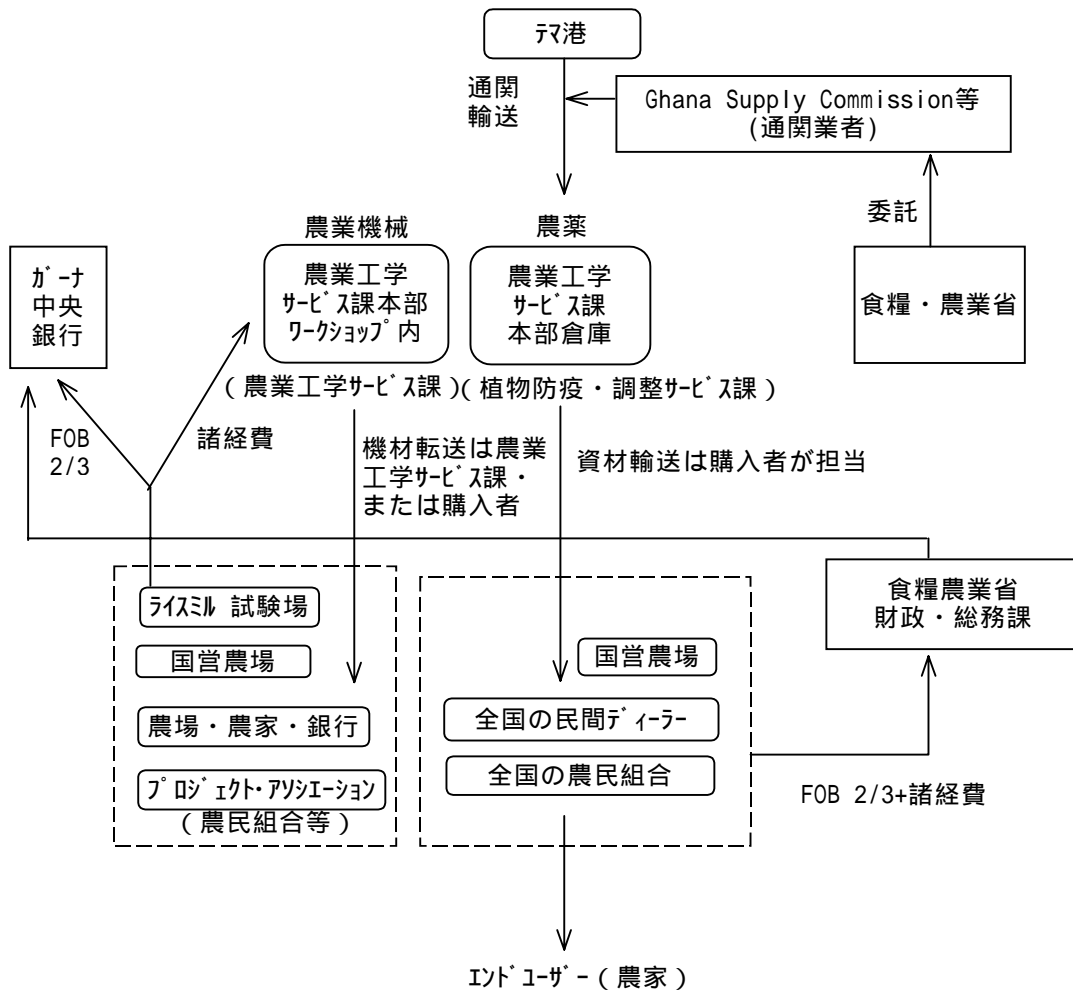 ﾃﾏ港
通関
輸送
Ghana Supply Commission等
(通関業者)
委託
食糧・農業省
農業機械
農業工学
ｻｰﾋﾞｽ課本部
ﾜｰｸｼｮｯﾌﾟ内
(農業工学ｻｰﾋﾞｽ課)
農薬
農業工学
ｻｰﾋﾞｽ課
本部倉庫
(植物防疫・調整ｻｰﾋﾞｽ課)
ｶﾞｰﾅ
中央
銀行
FOB
2/3
諸経費
機材転送は農業
工学ｻｰﾋﾞｽ課・
または購入者
資材輸送は購入者が担当
ﾗｲｽﾐﾙ 試験場
国営農場
農場・農家・銀行
ﾌﾟﾛｼﾞｪｸﾄ・ｱｿｼｴｰｼｮﾝ
(農民組合等)
国営農場
全国の民間ﾃﾞｨｰﾗｰ
全国の農民組合
食糧農業省
財政・総務課
FOB 2/3+諸経費
ｴﾝﾄﾞﾕｰｻﾞｰ(農家)